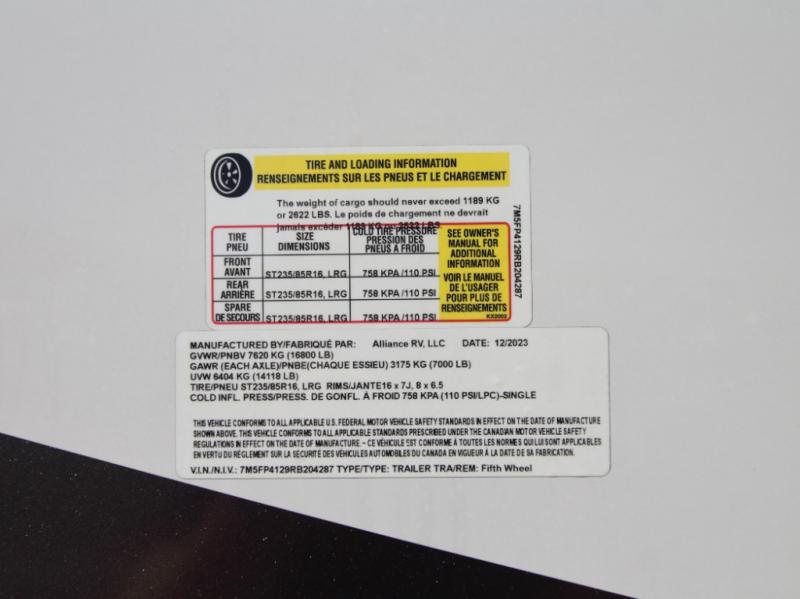 TIRE AND LOADING INFORMATION
RENSEIGNEMENTS SUR LES PNEUS ET LE CHARGEMENT
The weight of cargo should never exceed 1189 KG
or 2622 LBS. Le poids de chargement ne devrait
jamais excéder 1189 KG ou 2622 LBS.
TIRE PNEU SIZE DIMENSIONS COLD TIRE PRESSURE PRESSION DES PNEUS A FROID
FRONT AVANT ST235/85R16, LRG 758 KPA /110 PSI
REAR ARRIÈRE ST235/85R16, LRG 758 KPA /110 PSI
SPARE DE SECOURS ST235/85R16, LRG 758 KPA /110 PSI
SEE OWNER'S
MANUAL FOR
ADDITIONAL
INFORMATION
VOIR LE MANUEL
DE L'USAGER
POUR PLUS DE
RENSEIGNEMENTS
KX2003
7M5FP4129RB204287
MANUFACTURED BY/FABRIQUÉ PAR: Alliance RV, LLC DATE: 12/2023
GVWR/PNBV 7620 KG (16800 LB)
GAWR (EACH AXLE)/PNBE(CHAQUE ESSIEU) 3175 KG (7000 LB)
UVW 6404 KG (14118 LB)
TIRE/PNEU ST235/85R16, LRG RIMS/JANTE16 x 7J, 8 x 6.5
COLD INFL. PRESS/PRESS. DE GONFL. À FROID 758 KPA (110 PSI/LPC)-SINGLE
THIS VEHICLE CONFORMS TO ALL APPLICABLE U.S. FEDERAL MOTOR VEHICLE SAFETY STANDARDS IN EFFECT ON THE DATE OF MANUFACTURE
SHOWN ABOVE. THIS VEHICLE CONFORMS TO ALL APPLICABLE STANDARDS PRESCRIBED UNDER THE CANADIAN MOTOR VEHICLE SAFETY
REGULATIONS IN EFFECT ON THE DATE OF MANUFACTURE. - CE VÉHICULE EST CONFORME À TOUTES LES NORMES QUI LUI SONT APPLICABLES
EN VERTU DU RÈGLEMENT SUR LA SÉCURITÉ DES VÉHICULES AUTOMOBILES DU CANADA EN VIGUEUR À LA DATE DE SA FABRICATION.
V.I.N./N.I.V.: 7M5FP4129RB204287 TYPE/TYPE: TRAILER TRA/REM: Fifth Wheel